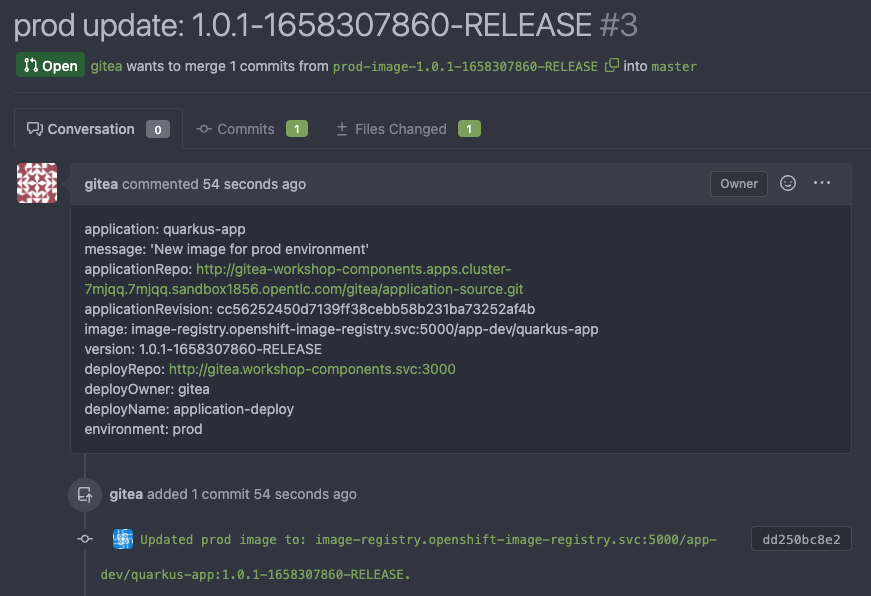 prod update: 1.0.1-1658307860-RELEASE #3
Open gitea wants to merge 1 commits from prod-image-1.0.1-1658307860-RELEASE into master
Conversation 0 Commits 1 Files Changed 1
gitea commented 54 seconds ago Owner
application: quarkus-app
message: 'New image for prod environment'
applicationRepo: http://gitea-workshop-components.apps.cluster-
7mjqq.7mjqq.sandbox1856.opentlc.com/gitea/application-source.git
applicationRevision: cc56252450d7139ff38cebb58b231ba73252af4b
image: image-registry.openshift-image-registry.svc:5000/app-dev/quarkus-app
version: 1.0.1-1658307860-RELEASE
deployRepo: http://gitea.workshop-components.svc:3000
deployOwner: gitea
deployName: application-deploy
environment: prod
gitea added 1 commit 54 seconds ago
Updated prod image to: image-registry.openshift-image-registry.svc:5000/app- dd250bc8e2
dev/quarkus-app:1.0.1-1658307860-RELEASE.